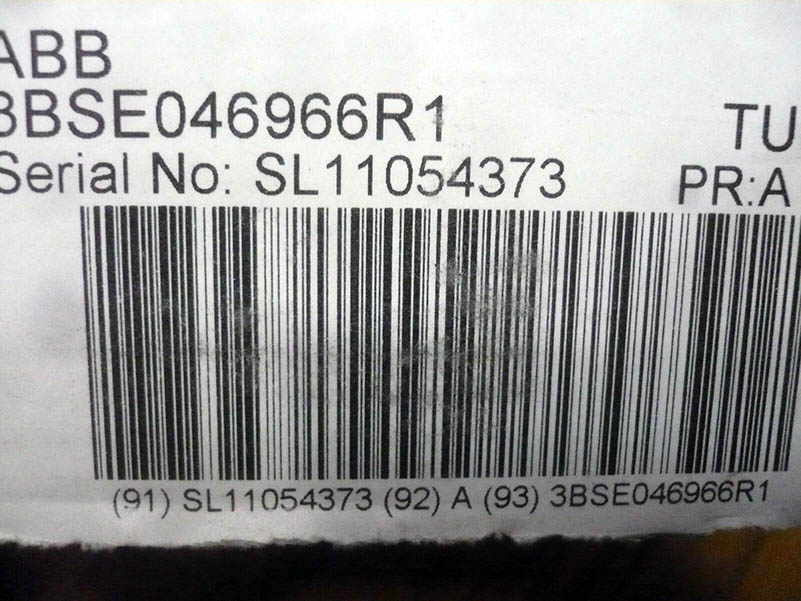 ABB
3BSE046966R1 TU
Serial No: SL11054373 PR:A
(91) SL11054373 (92) A (93) 3BSE046966R1